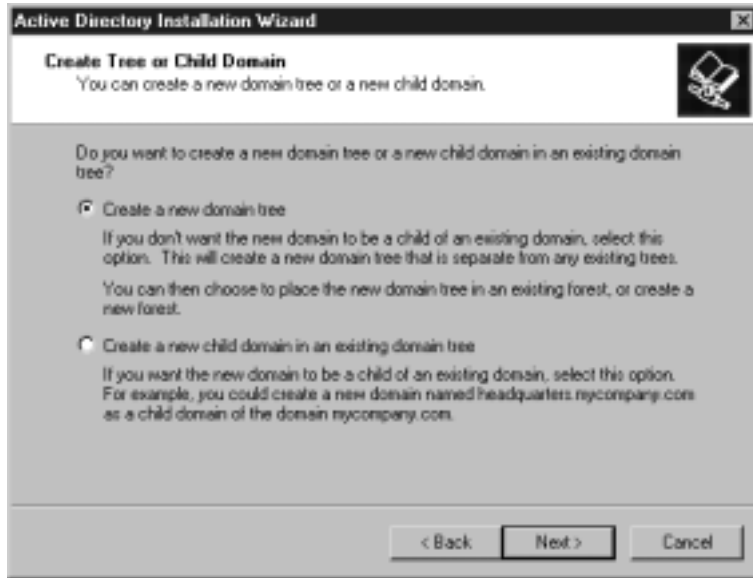 Active Directory Installation Wizard
Create Tree or Child Domain
You can create a new domain tree or a new child domain.
Do you want to create a new domain tree or a new child domain in an existing domain
tree?
Create a new domain tree
If you don't want the new domain to be a child of an existing domain, select this
option. This will create a new domain tree that is separate from any existing trees.
You can then choose to place the new domain tree in an existing forest, or create a
new forest.
Create a new child domain in an existing domain tree
If you want the new domain to be a child of an existing domain, select this option.
For example, you could create a new domain named headquarters.mycompany.com
as a child domain of the domain mycompany.com.
< Back Next > Cancel